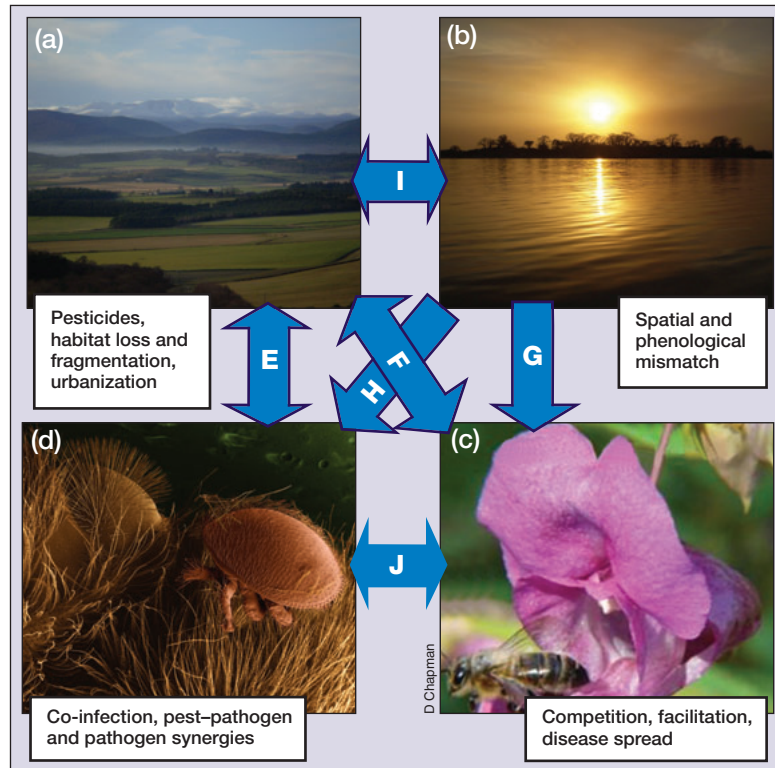 (a)
(b)
I
Pesticides,
habitat loss and
fragmentation,
urbanization
E
F
H
G
Spatial and
phenological
mismatch
(d)
(c)
J
D Chapman
Co-infection, pest–pathogen
and pathogen synergies
Competition, facilitation,
disease spread